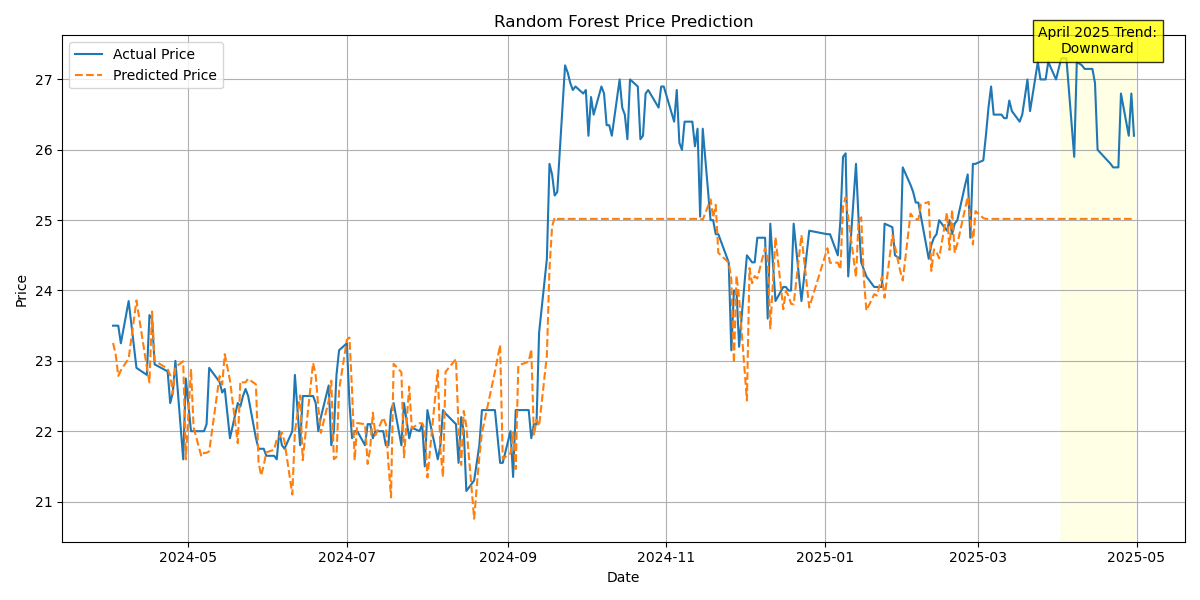 Random Forest Price Prediction
April 2025 Trend:
Downward
Actual Price
Predicted Price
Price
27
26
25
24
23
22
21
2024-05
2024-07
2024-09
2024-11
2025-01
2025-03
2025-05
Date